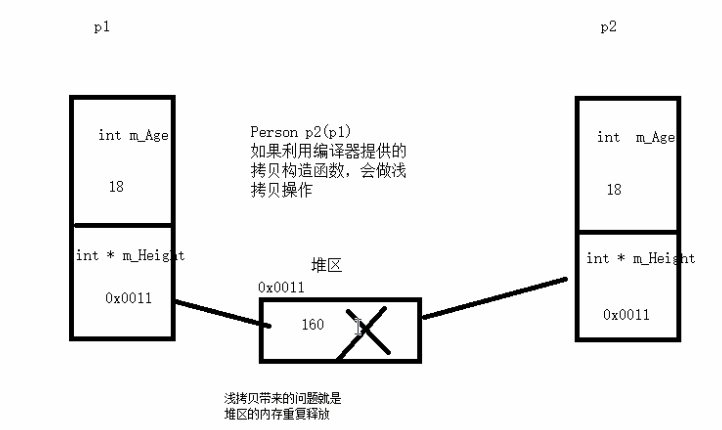 p1
p2
int m_Age
18
int * m_Height
0x0011
Person p2(p1)
如果利用编译器提供的
拷贝构造函数，会做浅
拷贝操作
堆区
0x0011
160
int m_Age
18
int * m_Height
0x0011
浅拷贝带来的问题就是
堆区的内存重复释放